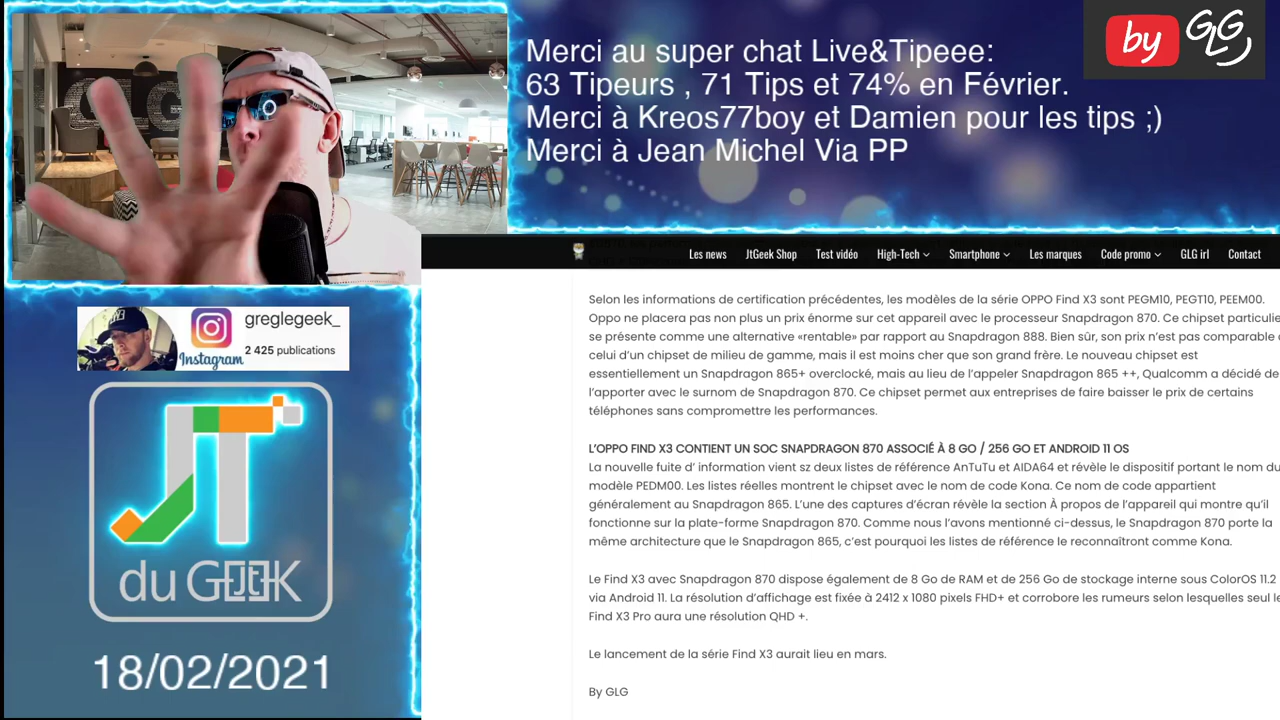 Merci au super chat Live&Tipeee:
63 Tipeurs , 71 Tips et 74% en Février.
Merci à Kreos77boy et Damien pour les tips ;)
Merci à Jean Michel Via PP
by GLG
Les news JtGeek Shop Test vidéo High-Tech Smartphone Les marques Code promo GLG irl Contact
Selon les informations de certification précédentes, les modèles de la série OPPO Find X3 sont PEGM10, PEGT10, PEEM00.
Oppo ne placera pas non plus un prix énorme sur cet appareil avec le processeur Snapdragon 870. Ce chipset particulie
se présente comme une alternative «rentable» par rapport au Snapdragon 888. Bien sûr, son prix n'est pas comparable
celui d'un chipset de milieu de gamme, mais il est moins cher que son grand frère. Le nouveau chipset est
essentiellement un Snapdragon 865+ overclocké, mais au lieu de l'appeler Snapdragon 865 ++, Qualcomm a décidé de
l'apporter avec le surnom de Snapdragon 870. Ce chipset permet aux entreprises de faire baisser le prix de certains
téléphones sans compromettre les performances.
L'OPPO FIND X3 CONTIENT UN SOC SNAPDRAGON 870 ASSOCIÉ À 8 GO / 256 GO ET ANDROID 11 OS
La nouvelle fuite d' information vient sz deux listes de référence AnTuTu et AIDA64 et révèle le dispositif portant le nom du
modèle PEDM00. Les listes réelles montrent le chipset avec le nom de code Kona. Ce nom de code appartient
généralement au Snapdragon 865. L'une des captures d'écran révèle la section À propos de l'appareil qui montre qu'il
fonctionne sur la plate-forme Snapdragon 870. Comme nous l'avons mentionné ci-dessus, le Snapdragon 870 porte la
même architecture que le Snapdragon 865, c'est pourquoi les listes de référence le reconnaîtront comme Kona.
Le Find X3 avec Snapdragon 870 dispose également de 8 Go de RAM et de 256 Go de stockage interne sous ColorOS 11.2
via Android 11. La résolution d'affichage est fixée à 2412 x 1080 pixels FHD+ et corrobore les rumeurs selon lesquelles seul le
Find X3 Pro aura une résolution QHD +.
Le lancement de la série Find X3 aurait lieu en mars.
By GLG
greglegeek_
Instagram
2 425 publications
JT
du GEEK
18/02/2021